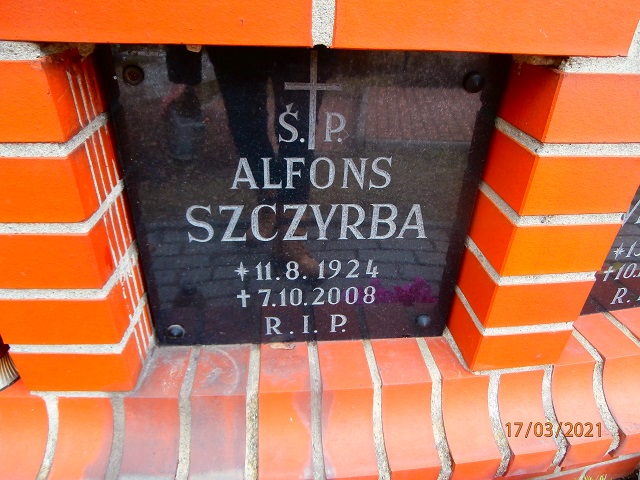 Ś.P.
ALFONS
SZCZYRBA
* 11.8.1924
+ 7.10.2008
R.I.P.
17/03/2021